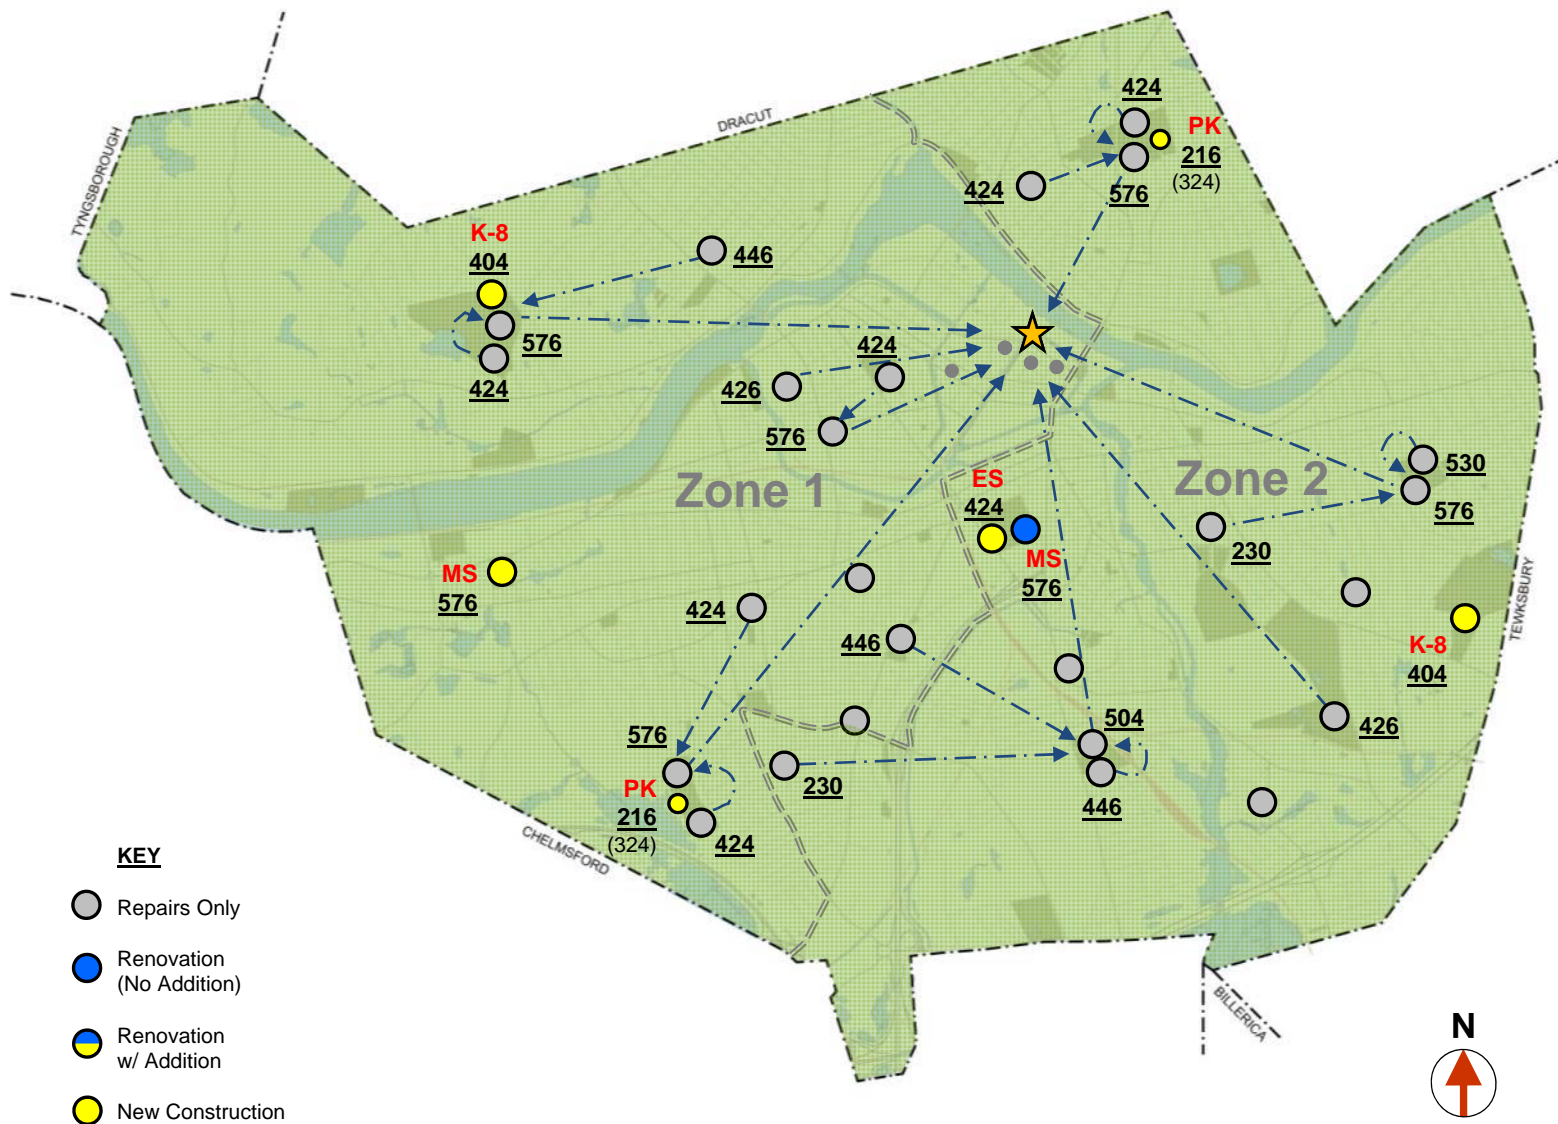 DRACUT
TYNGSBOROUGH
424
PK
216
(324)
424
576
K-8
404
446
576
424
424
426
576
Zone 1
Zone 2
ES
424
MS
576
530
576
230
MS
576
424
446
K-8
404
TEWKSBURY
426
504
446
576
PK
216
(324)
424
230
CHELMSFORD
BILLERICA
KEY
Repairs Only
Renovation
(No Addition)
Renovation
w/ Addition
New Construction
N